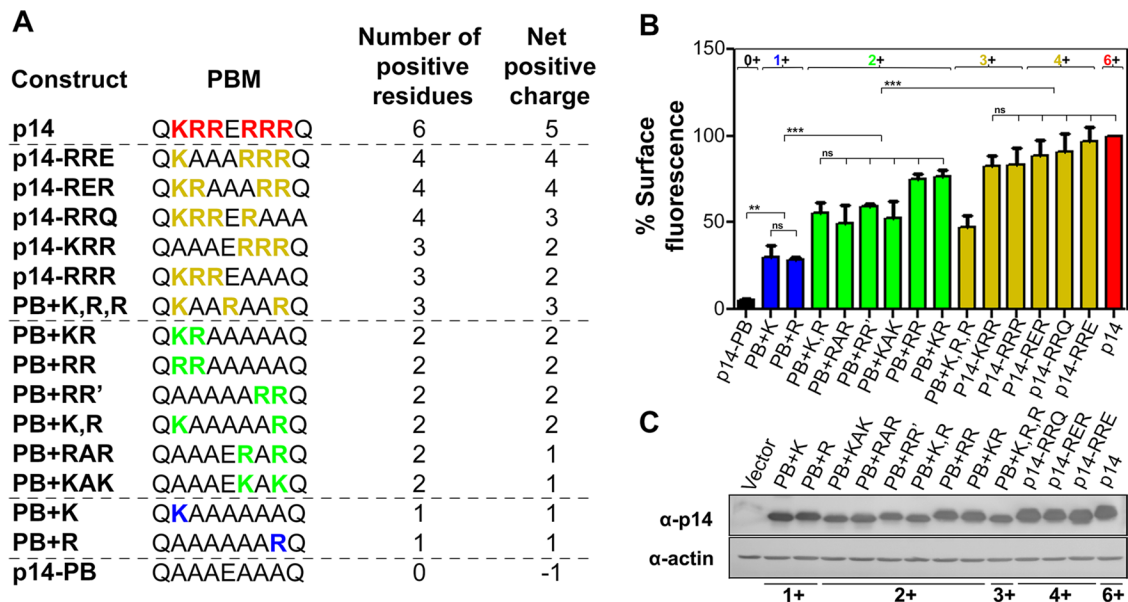 A
Construct PBM Number of positive residues Net positive charge
p14 QKRRERRRQ 6 5
p14-RRE QKAAARRRQ 4 4
p14-RER QKRAAARRQ 4 4
p14-RRQ QKRRERAAA 4 3
p14-KRR QAAAERRRQ 3 2
p14-RRR QKRREAAAQ 3 2
PB+K,R,R QKAARAARQ 3 3
PB+KR QKRAAAAAQ 2 2
PB+RR QRRAAAAAQ 2 2
PB+RR' QAAAAARRQ 2 2
PB+K,R QKAAAAARQ 2 2
PB+RAR QAAAERARQ 2 1
PB+KAK QAAAEKAKQ 2 1
PB+K QKAAAAAAQ 1 1
PB+R QAAAAAARQ 1 1
p14-PB QAAAEAAAQ 0 -1
B
% Surface fluorescence
150
100
50
0
0+ 1+ 2+ 3+ 4+ 6+
***
ns
***
ns
**
ns
p14-PB PB+K PB+R PB+K,R PB+RAR PB+RR' PB+KAK PB+RR PB+KR PB+K,R,R P14-KRR P14-RRR p14-RER p14-RRQ p14-RRE p14
C
Vector PB+K PB+R PB+KAK PB+RAR PB+RR' PB+K,R PB+RR PB+KR PB+K,R,R p14-RRQ p14-RER p14-RRE p14
α-p14
α-actin
1+ 2+ 3+ 4+ 6+